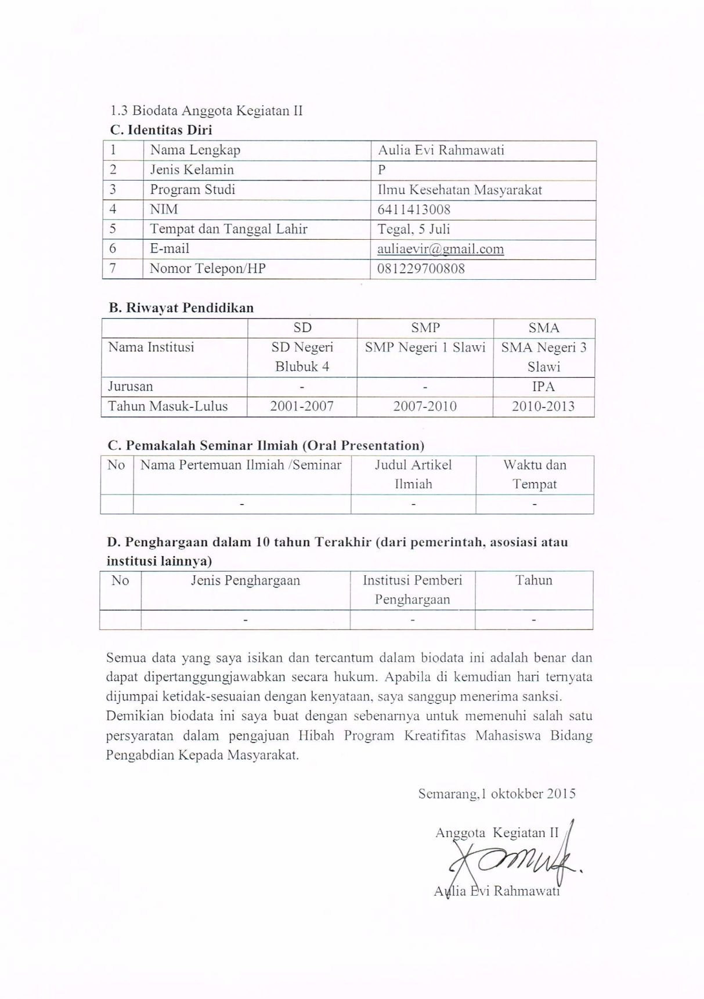 1.3 Biodata Anggota Kegiatan II
C. Identitas Diri
1 Nama Lengkap Aulia Evi Rahmawati
2 Jenis Kelamin P
3 Program Studi Ilmu Kesehatan Masyarakat
4 NIM 6411413008
5 Tempat dan Tanggal Lahir Tegal, 5 Juli
6 E-mail auliaevir@gmail.com
7 Nomor Telepon/HP 081229700808
B. Riwayat Pendidikan
SD SMP SMA
Nama Institusi SD Negeri SMP Negeri 1 Slawi SMA Negeri 3
Blubuk 4 Slawi
Jurusan - - IPA
Tahun Masuk-Lulus 2001-2007 2007-2010 2010-2013
C. Pemakalah Seminar Ilmiah (Oral Presentation)
No Nama Pertemuan Ilmiah /Seminar Judul Artikel Waktu dan
Ilmiah Tempat
- - -
D. Penghargaan dalam 10 tahun Terakhir (dari pemerintah, asosiasi atau
institusi lainnya)
No Jenis Penghargaan Institusi Pemberi Tahun
Penghargaan
- - -
Semua data yang saya isikan dan tercantum dalam biodata ini adalah benar dan
dapat dipertanggungjawabkan secara hukum. Apabila di kemudian hari ternyata
dijumpai ketidak-sesuaian dengan kenyataan, saya sanggup menerima sanksi.
Demikian biodata ini saya buat dengan sebenarnya untuk memenuhi salah satu
persyaratan dalam pengajuan Hibah Program Kreatifitas Mahasiswa Bidang
Pengabdian Kepada Masyarakat.
Semarang,1 oktokber 2015
Anggota Kegiatan II
Aulia Evi Rahmawati